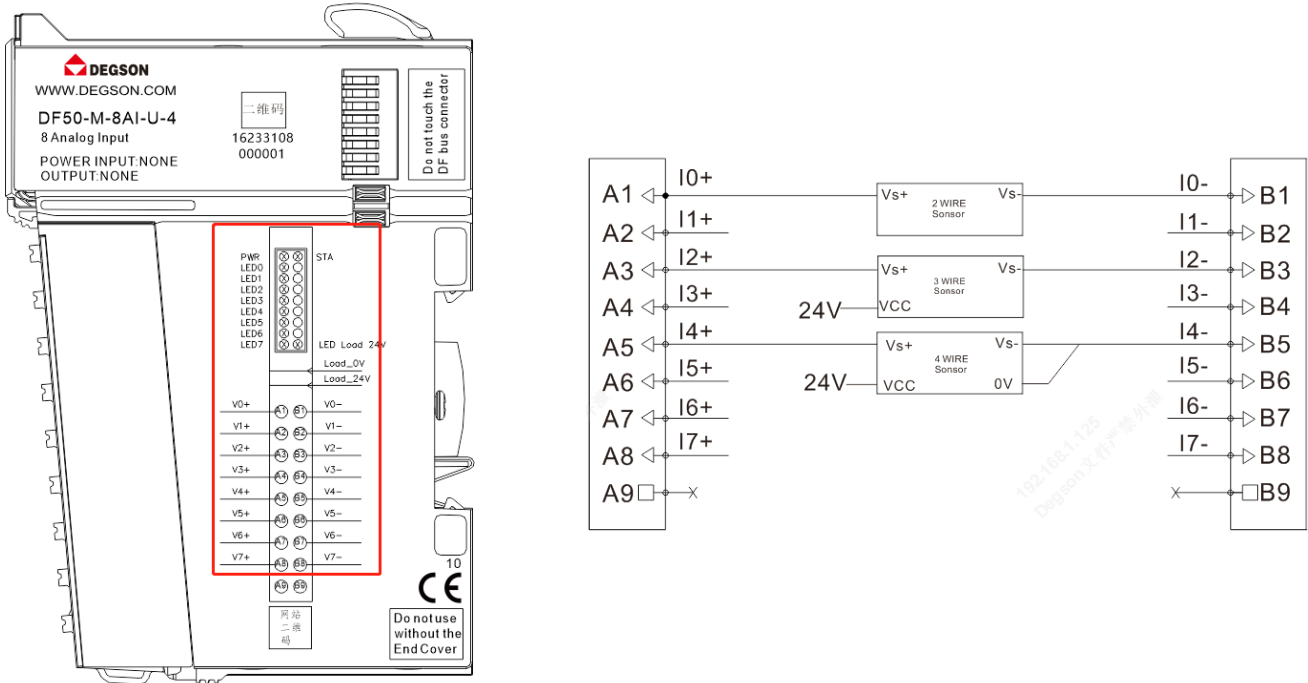 DEGSON
WWW.DEGSON.COM
DF50-M-8AI-U-4
8 Analog Input
POWER INPUT:NONE
OUTPUT:NONE
二维码
16233108
000001
Do not touch the
DF bus connector
PWR STA
LED0
LED1
LED2
LED3
LED4
LED5
LED6
LED7 LED Load 24V
Load_0V
Load_24V
V0+ A1 B1 V0-
V1+ A2 B2 V1-
V2+ A3 B3 V2-
V3+ A4 B4 V3-
V4+ A5 B5 V4-
V5+ A6 B6 V5-
V6+ A7 B7 V6-
V7+ A8 B8 V7-
A9 B9
网站
二维
码
10
CE
Do not use
without the
End Cover
A1 I0+ Vs+ 2 WIRE Vs- I0- B1
Sonsor
A2 I1+ I1- B2
A3 I2+ Vs+ 3 WIRE Vs- I2- B3
Sonsor
A4 I3+ 24V VCC I3- B4
A5 I4+ Vs+ 4 WIRE Vs- I4- B5
Sonsor
A6 I5+ 24V VCC 0V I5- B6
A7 I6+ I6- B7
A8 I7+ I7- B8
A9 B9
192.168.1.125